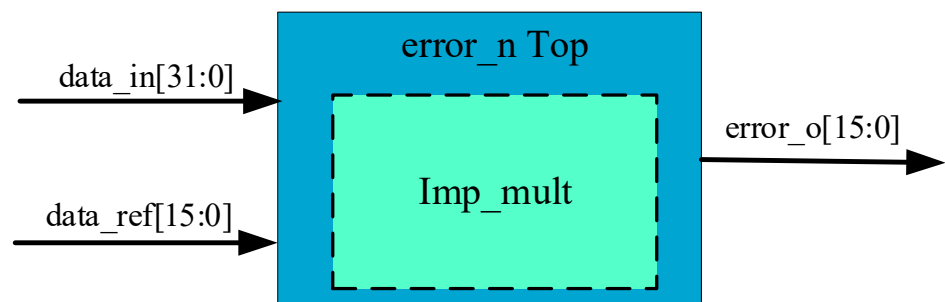 error_n Top
data_in[31:0]
error_o[15:0]
Imp_mult
data_ref[15:0]